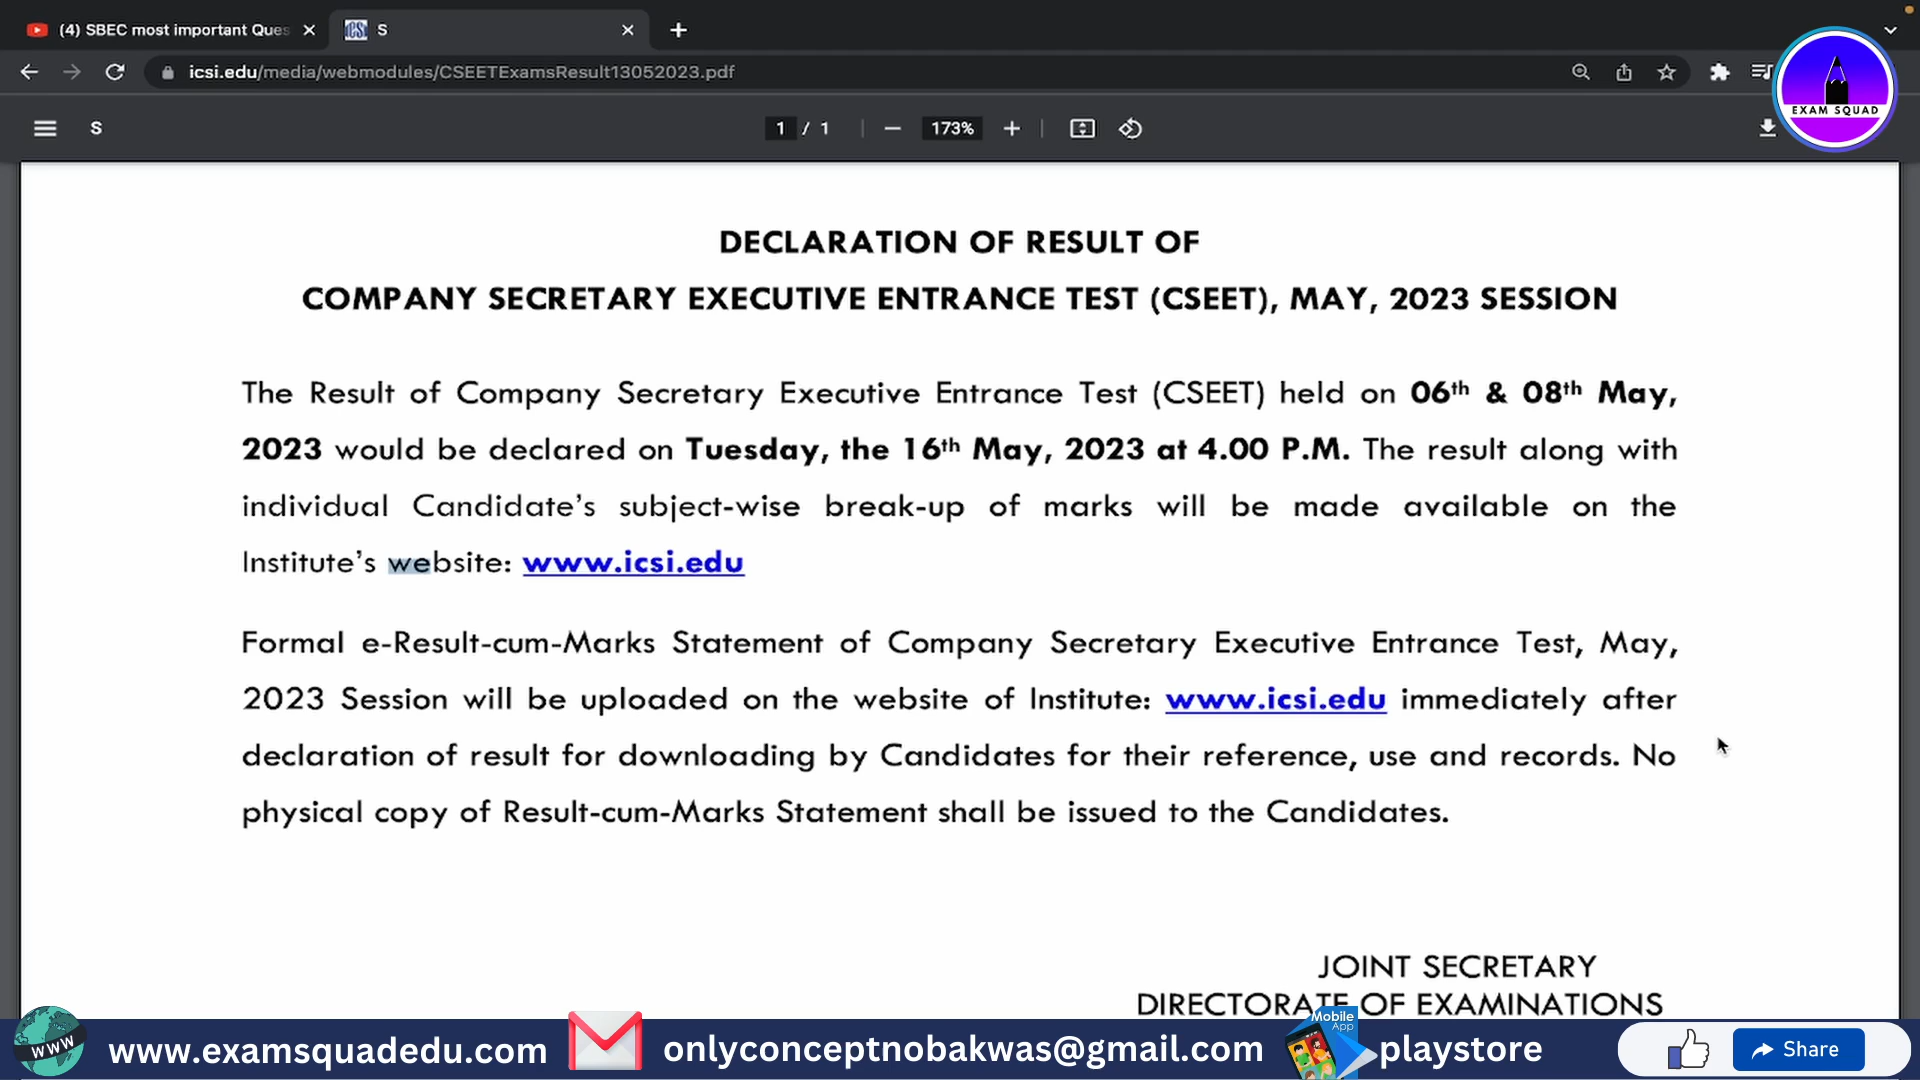 (4) SBEC most important Ques
ICSI
S
icsi.edu/media/webmodules/CSEETExamsResult13052023.pdf
EXAM SQUAD
S
1 / 1
173%
DECLARATION OF RESULT OF
COMPANY SECRETARY EXECUTIVE ENTRANCE TEST (CSEET), MAY, 2023 SESSION
The Result of Company Secretary Executive Entrance Test (CSEET) held on 06th & 08th May,
2023 would be declared on Tuesday, the 16th May, 2023 at 4.00 P.M. The result along with
individual Candidate's subject-wise break-up of marks will be made available on the
Institute's website: www.icsi.edu
Formal e-Result-cum-Marks Statement of Company Secretary Executive Entrance Test, May,
2023 Session will be uploaded on the website of Institute: www.icsi.edu immediately after
declaration of result for downloading by Candidates for their reference, use and records. No
physical copy of Result-cum-Marks Statement shall be issued to the Candidates.
JOINT SECRETARY
DIRECTORATE OF EXAMINATIONS
WWW
www.examsquadedu.com
onlyconceptnobakwas@gmail.com
Mobile
App
playstore
Share